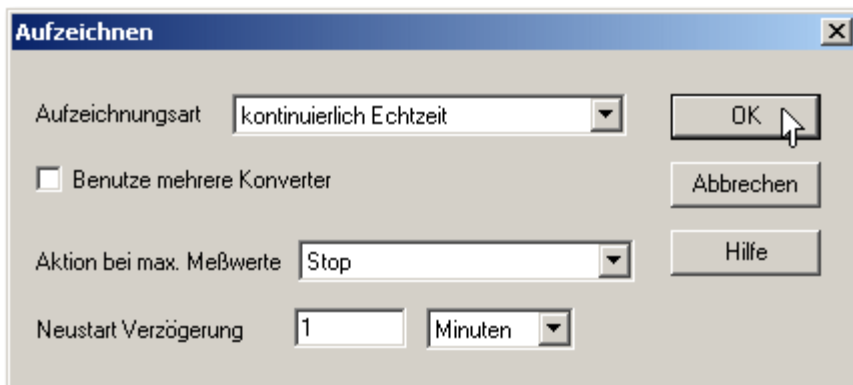 Aufzeichnen
Aufzeichnungsart kontinuierlich Echtzeit OK
Benutze mehrere Konverter Abbrechen
Aktion bei max. Meßwerte Stop Hilfe
Neustart Verzögerung 1 Minuten